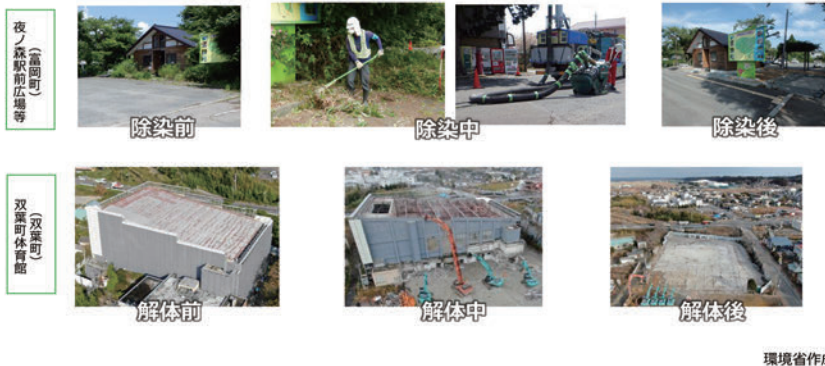 夜ノ森駅前広場等
(富岡町)
除染前
除染中
除染後
双葉町体育館
(双葉町)
解体前
解体中
解体後
環境省作成